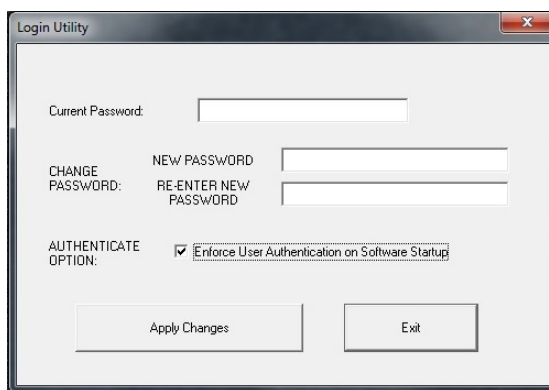 Login Utility
Current Password:
CHANGE
PASSWORD:
NEW PASSWORD
RE-ENTER NEW
PASSWORD
AUTHENTICATE
OPTION:
Enforce User Authentication on Software Startup
Apply Changes
Exit